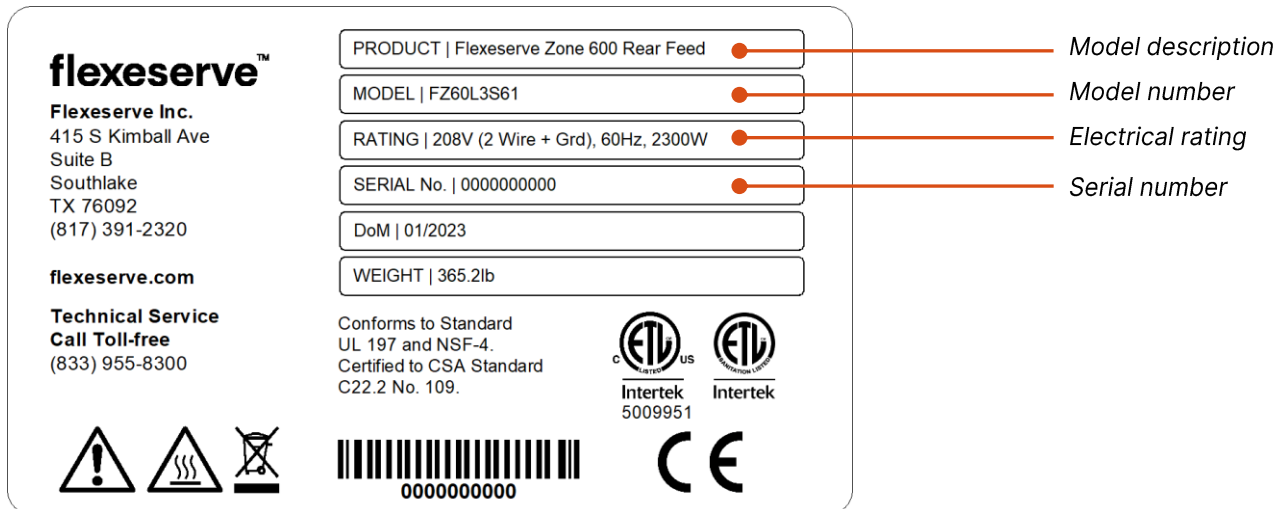 flexeserve™
Flexeserve Inc.
415 S Kimball Ave
Suite B
Southlake
TX 76092
(817) 391-2320
flexeserve.com
Technical Service
Call Toll-free
(833) 955-8300
PRODUCT | Flexeserve Zone 600 Rear Feed
MODEL | FZ60L3S61
RATING | 208V (2 Wire + Grd), 60Hz, 2300W
SERIAL No. | 0000000000
DoM | 01/2023
WEIGHT | 365.2lb
Conforms to Standard
UL 197 and NSF-4.
Certified to CSA Standard
C22.2 No. 109.
C ETL US
LISTED
Intertek
5009951
ETL
SANITATION LISTED
Intertek
0000000000
CE
Model description
Model number
Electrical rating
Serial number